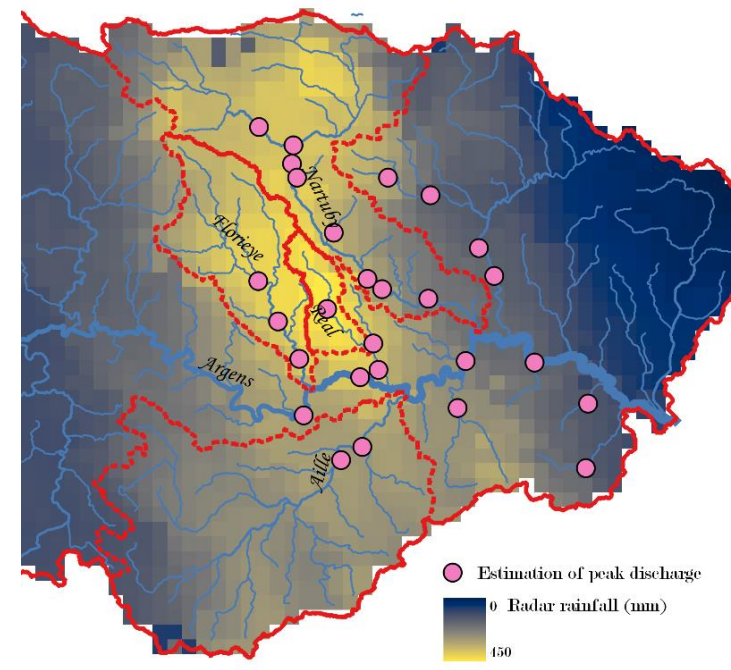 Nartuby
Florieye
Real
Argens
Aille
Estimation of peak discharge
0 Radar rainfall (mm)
450